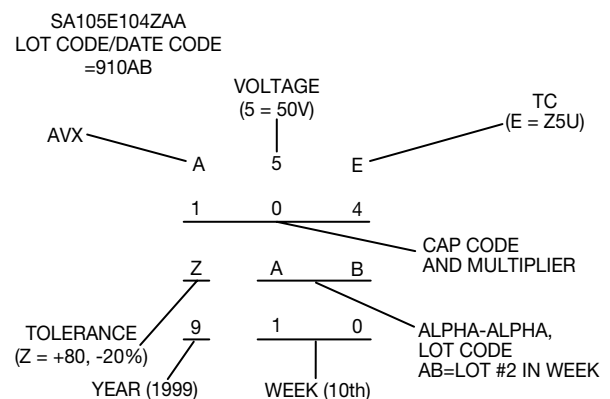 SA105E104ZAA
LOT CODE/DATE CODE
=910AB
VOLTAGE
(5 = 50V)
TC
(E = Z5U)
AVX
A 5 E
1 0 4
CAP CODE
AND MULTIPLIER
Z A B
TOLERANCE
(Z = +80, -20%)
9 1 0
ALPHA-ALPHA,
LOT CODE
AB=LOT #2 IN WEEK
YEAR (1999)
WEEK (10th)